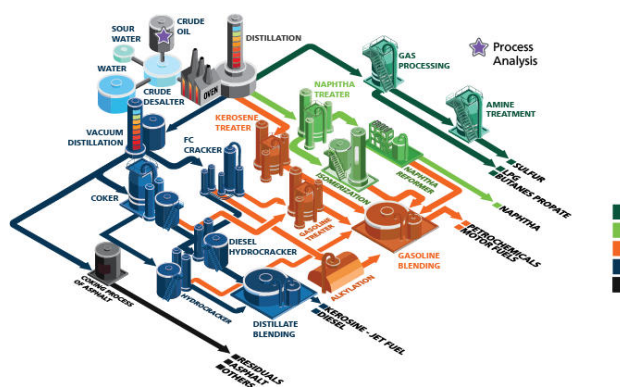 CRUDE
OIL
SOUR
WATER
DISTILLATION
Process
Analysis
GAS
PROCESSING
WATER
CRUDE
DESALTER
OVEN
NAPHTHA
TREATER
AMINE
TREATMENT
KEROSENE
TREATER
VACUUM
DISTILLATION
FC
CRACKER
ISOMERIZATION
NAPHTHA
REFORMER
SULFUR
LPG
BUTANES PROPATE
NAPHTHA
COKER
GASOLINE
TREATER
PETROCHEMICALS
MOTOR FUELS
DIESEL
HYDROCRACKER
GASOLINE
BLENDING
COKING PROCESS
OF ASPHALT
HYDROCRACKER
ALKYLATION
DISTILLATE
BLENDING
KEROSINE - JET FUEL
DIESEL
RESIDUALS
ASPHALT
OTHERS